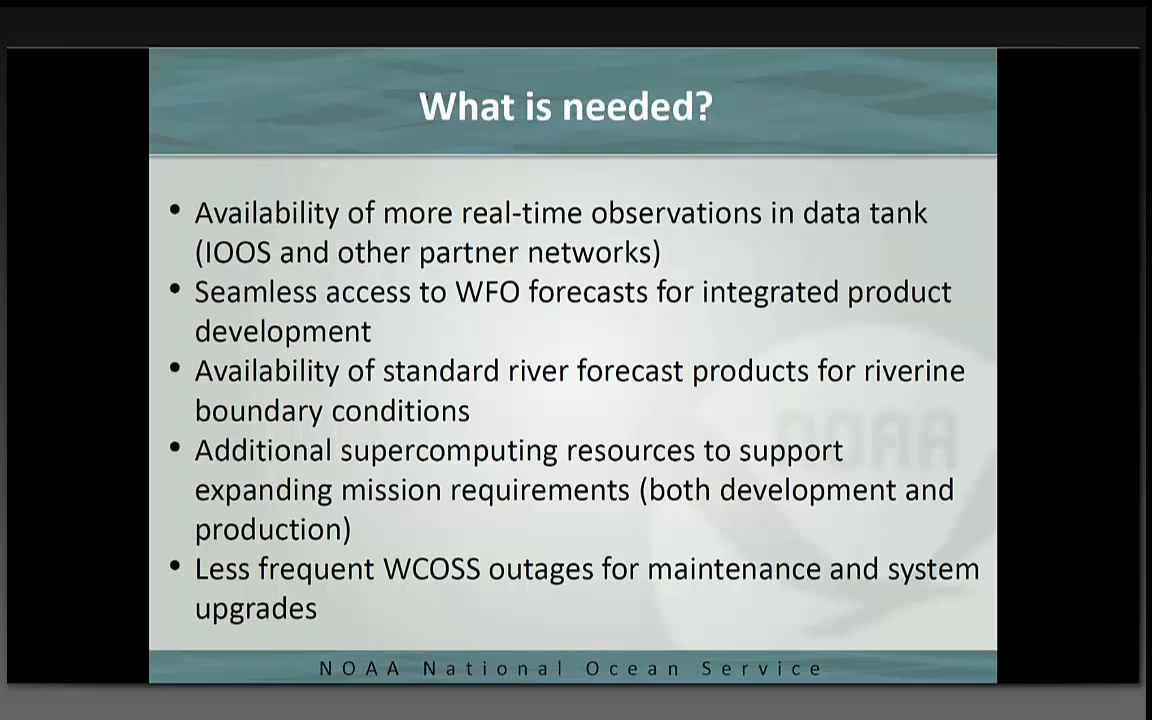 What is needed?
• Availability of more real-time observations in data tank
(IOOS and other partner networks)
• Seamless access to WFO forecasts for integrated product
development
• Availability of standard river forecast products for riverine
boundary conditions
NOAA
• Additional supercomputing resources to support
expanding mission requirements (both development and
production)
• Less frequent WCOSS outages for maintenance and system
upgrades
NOAA National Ocean Service